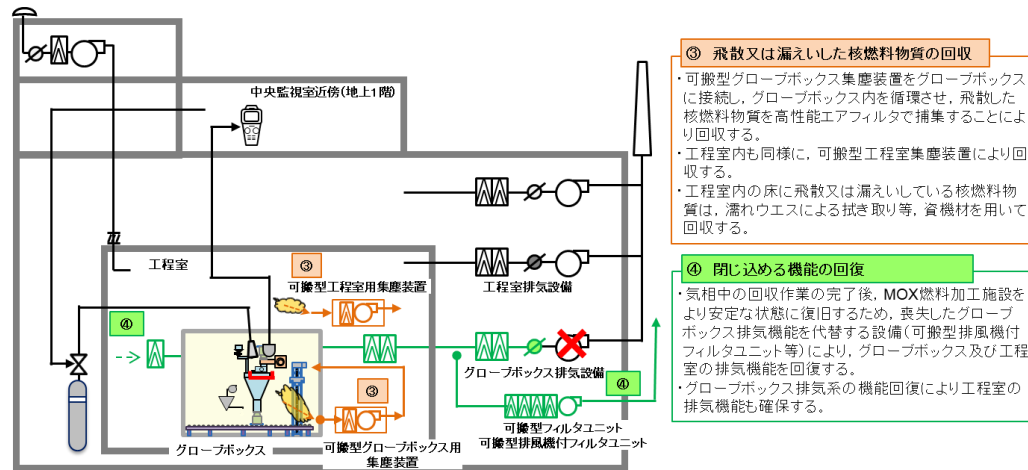 中央監視室近傍(地上1階)
工程室
③
可搬型工程室用集塵装置
工程室排気設備
④
③
グローブボックス排気設備
④
グローブボックス
可搬型グローブボックス用
集塵装置
可搬型フィルタユニット
可搬型排風機付フィルタユニット
③ 飛散又は漏えいした核燃料物質の回収
・可搬型グローブボックス集塵装置をグローブボックス
に接続し，グローブボックス内を循環させ，飛散した
核燃料物質を高性能エアフィルタで捕集することによ
り回収する。
・工程室内も同様に，可搬型工程室集塵装置により回
収する。
・工程室内の床に飛散又は漏えいしている核燃料物
質は，濡れウエスによる拭き取り等，資機材を用いて
回収する。
④ 閉じ込める機能の回復
・気相中の回収作業の完了後，MOX燃料加工施設を
より安定な状態に復旧するため，喪失したグローブ
ボックス排気機能を代替する設備(可搬型排風機付
フィルタユニット等)により，グローブボックス及び工程
室の排気機能を回復する。
・グローブボックス排気系の機能回復により工程室の
排気機能も確保する。